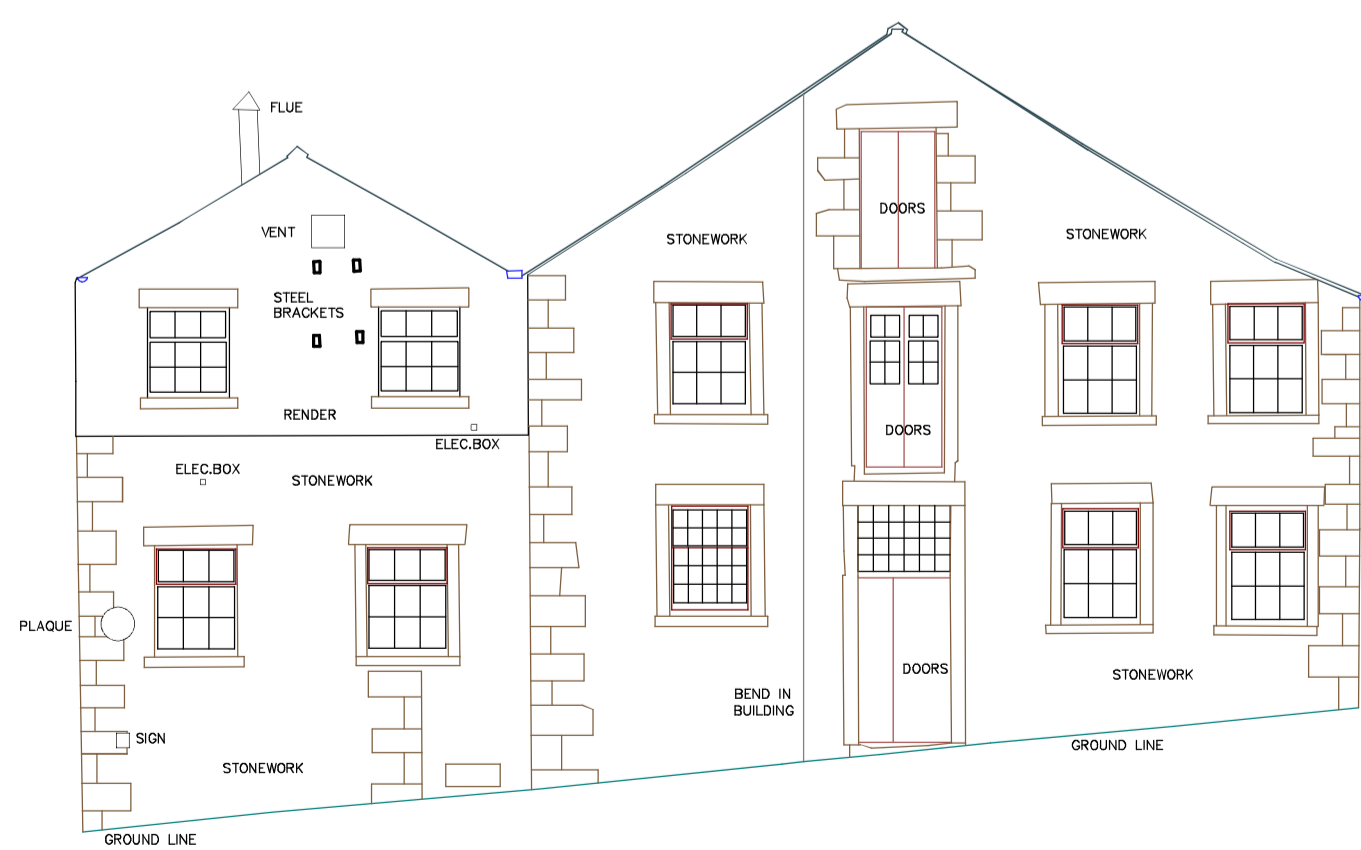 FLUE
VENT
DOORS
STONEWORK
STONEWORK
STEEL
BRACKETS
RENDER
DOORS
ELEC.BOX
ELEC.BOX
STONEWORK
PLAQUE
DOORS
STONEWORK
BEND IN
BUILDING
SIGN
GROUND LINE
STONEWORK
GROUND LINE